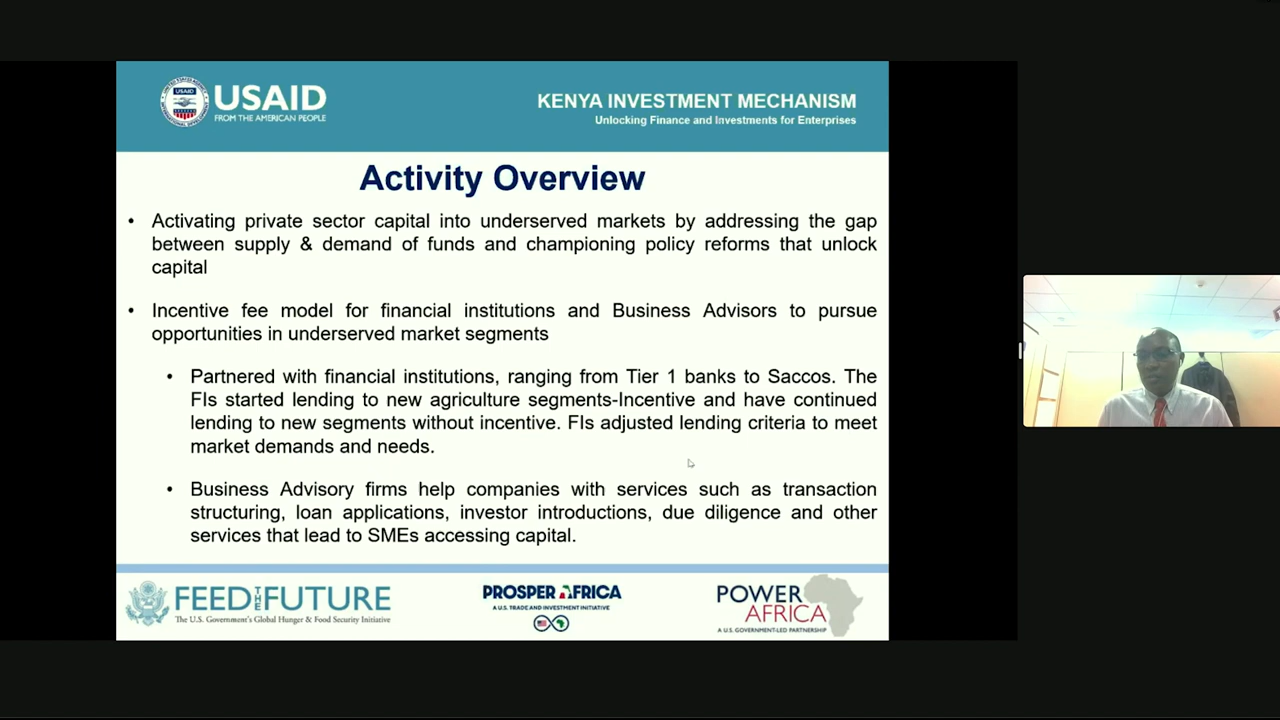 USAID
FROM THE AMERICAN PEOPLE
KENYA INVESTMENT MECHANISM
Unlocking Finance and Investments for Enterprises
Activity Overview
• Activating private sector capital into underserved markets by addressing the gap
between supply & demand of funds and championing policy reforms that unlock
capital
• Incentive fee model for financial institutions and Business Advisors to pursue
opportunities in underserved market segments
• Partnered with financial institutions, ranging from Tier 1 banks to Saccos. The
FIs started lending to new agriculture segments-Incentive and have continued
lending to new segments without incentive. FIs adjusted lending criteria to meet
market demands and needs.
• Business Advisory firms help companies with services such as transaction
structuring, loan applications, investor introductions, due diligence and other
services that lead to SMEs accessing capital.
FEED THE FUTURE
The U.S. Government's Global Hunger & Food Security Initiative
PROSPER AFRICA
A U.S. TRADE AND INVESTMENT INITIATIVE
POWER
AFRICA
A U.S. GOVERNMENT-LED PARTNERSHIP